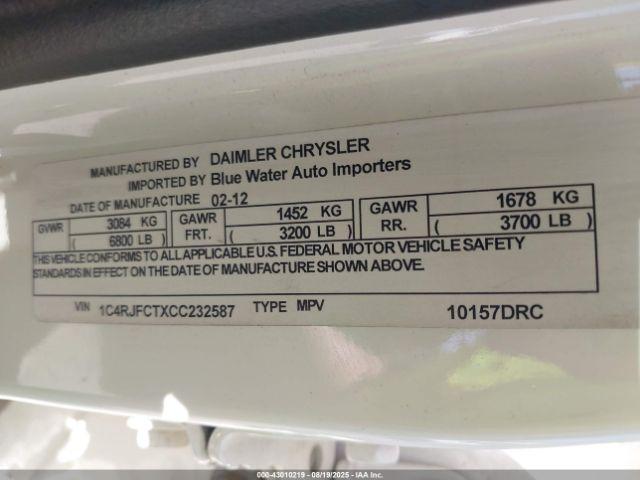 MANUFACTURED BY DAIMLER CHRYSLER
IMPORTED BY Blue Water Auto Importers
DATE OF MANUFACTURE 02-12
GVWR 3084 KG GAWR 1452 KG GAWR 1678 KG
( 6800 LB ) FRT. ( 3200 LB ) RR. ( 3700 LB )
THIS VEHICLE CONFORMS TO ALL APPLICABLE U.S. FEDERAL MOTOR VEHICLE SAFETY
STANDARDS IN EFFECT ON THE DATE OF MANUFACTURE SHOWN ABOVE.
VIN 1C4RJFCTXCC232587 TYPE MPV 10157DRC
000-43010219 - 08/19/2025 - IAA Inc.